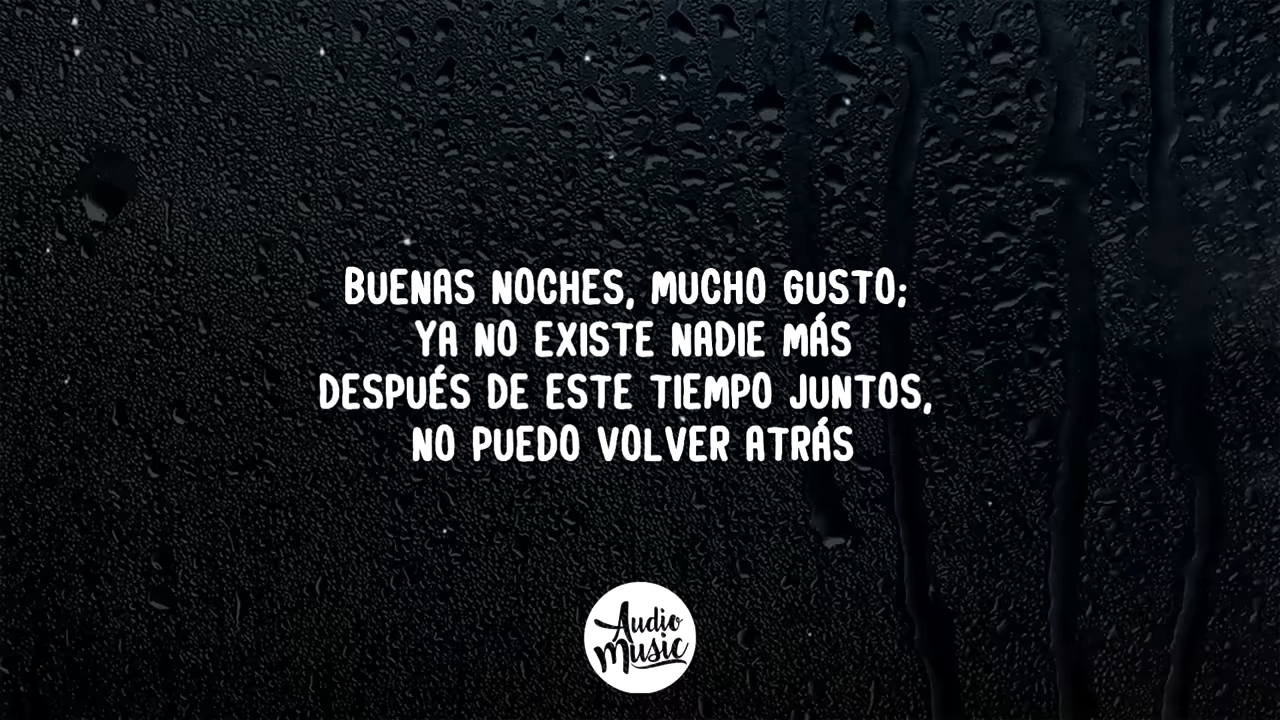 BUENAS NOCHES, MUCHO GUSTO;
YA NO EXISTE NADIE MÁS
DESPUÉS DE ESTE TIEMPO JUNTOS,
NO PUEDO VOLVER ATRÁS
Audio
Music